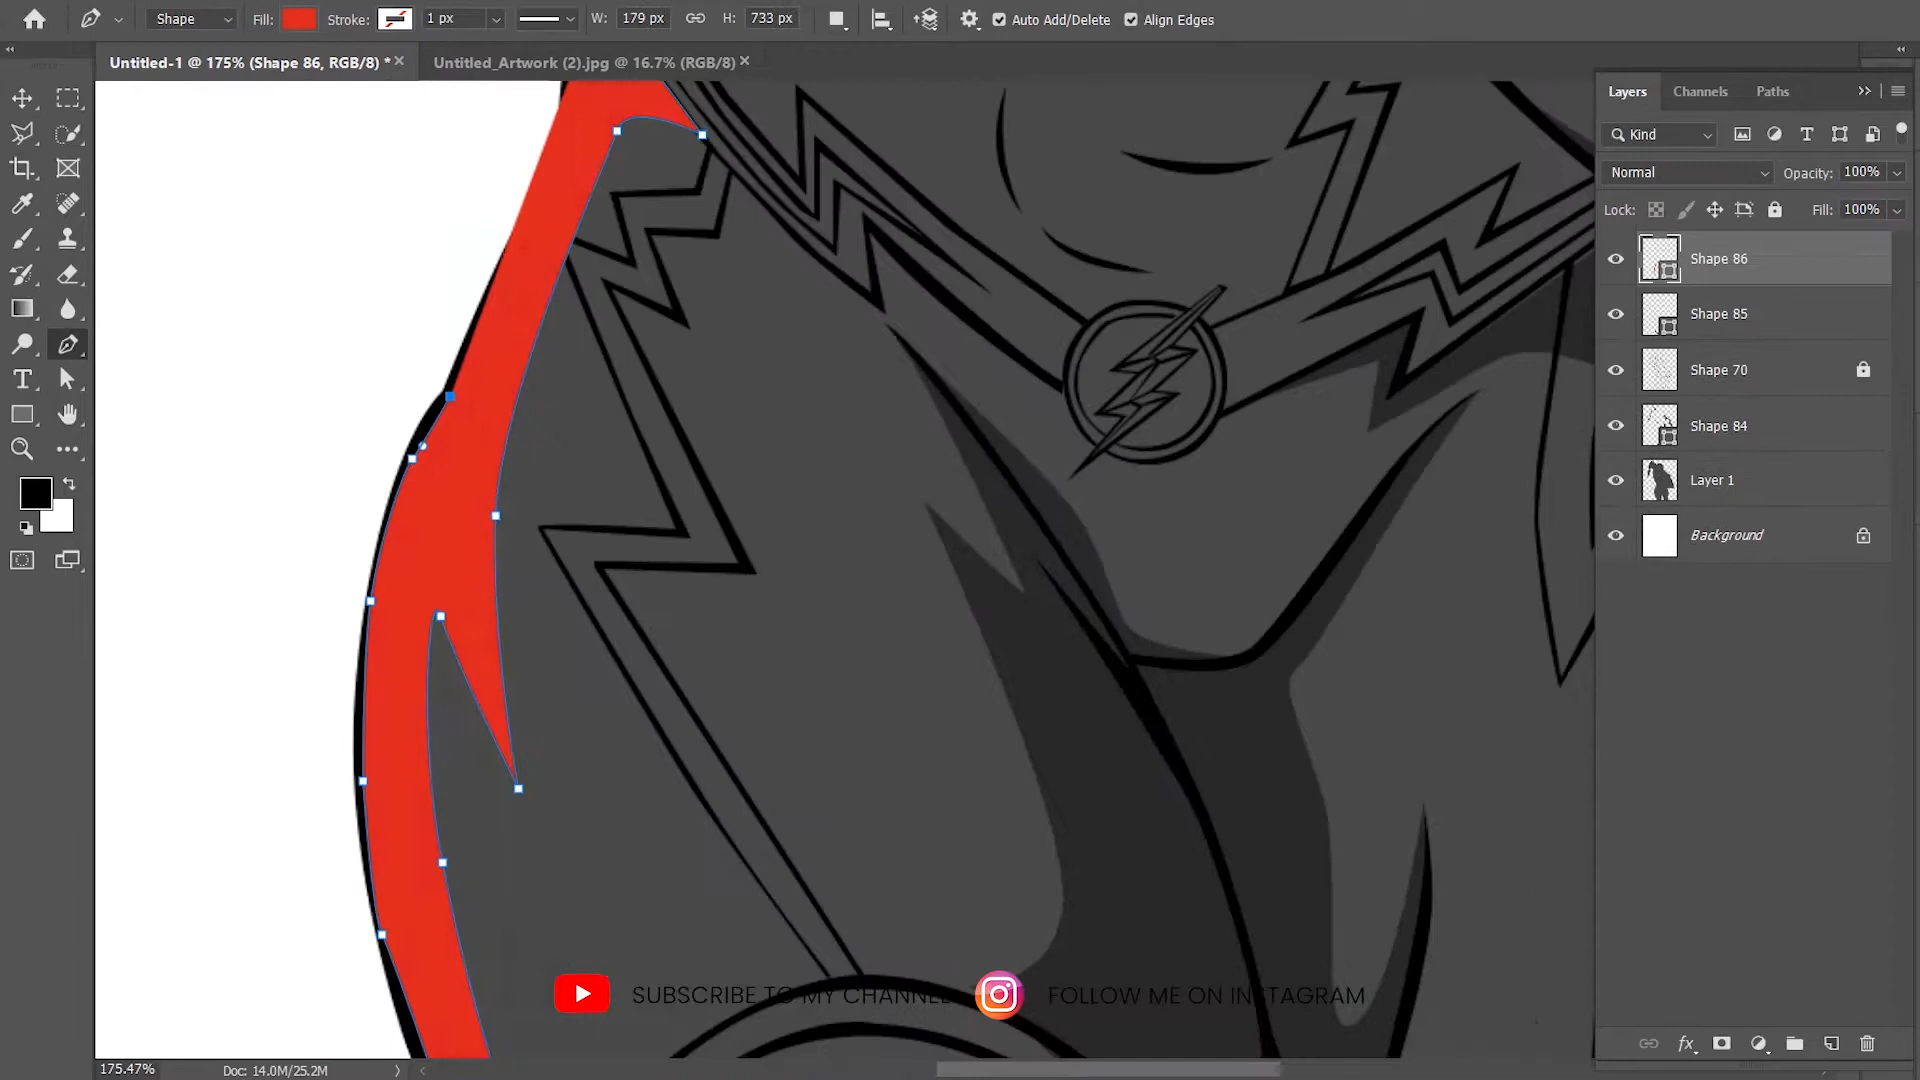 Shape Fill: Stroke: 1 px W: 179 px H: 733 px Auto Add/Delete Align Edges
Untitled-1 @ 175% (Shape 86, RGB/8) * × Untitled_Artwork (2).jpg @ 16.7% (RGB/8) ×
Layers Channels Paths
Kind
Normal Opacity: 100%
Lock: Fill: 100%
Shape 86
Shape 85
Shape 70
Shape 84
Layer 1
Background
SUBSCRIBE TO MY CHANNEL FOLLOW ME ON INSTAGRAM
175.47% Doc: 14.0M/25.2M